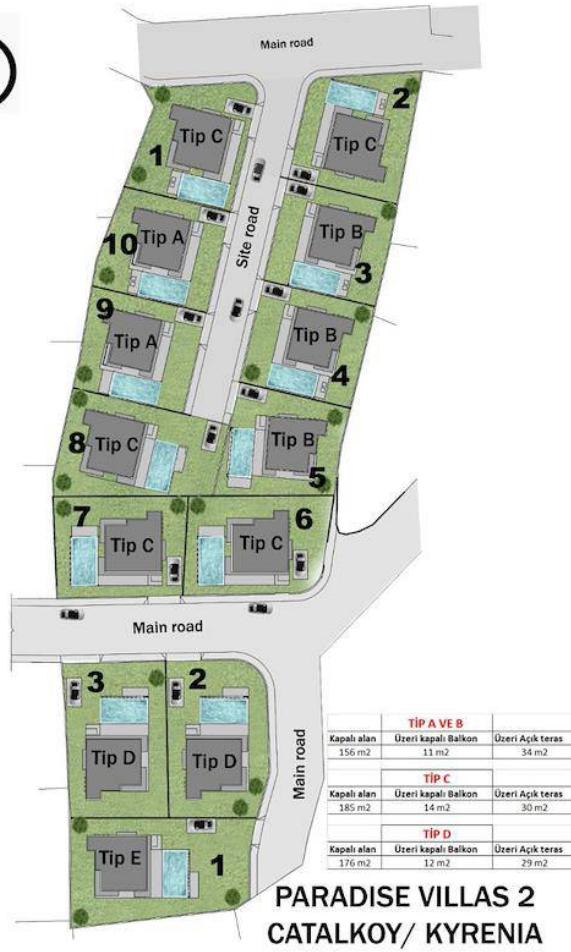 Main road
2
Tip C
Tip C
1
Site road
10
Tip A
Tip B
3
9
Tip A
Tip B
4
8
Tip C
Tip B
5
7
6
Tip C
Tip C
Main road
3
2
Tip D
Tip D
Main road
Tip E
1
TİP A VE B
Kapalı alan Üzeri kapalı Balkon Üzeri Açık teras
156 m2 11 m2 34 m2
TİP C
Kapalı alan Üzeri kapalı Balkon Üzeri Açık teras
185 m2 14 m2 30 m2
TİP D
Kapalı alan Üzeri kapalı Balkon Üzeri Açık teras
176 m2 12 m2 29 m2
PARADISE VILLAS 2
CATALKOY/ KYRENIA